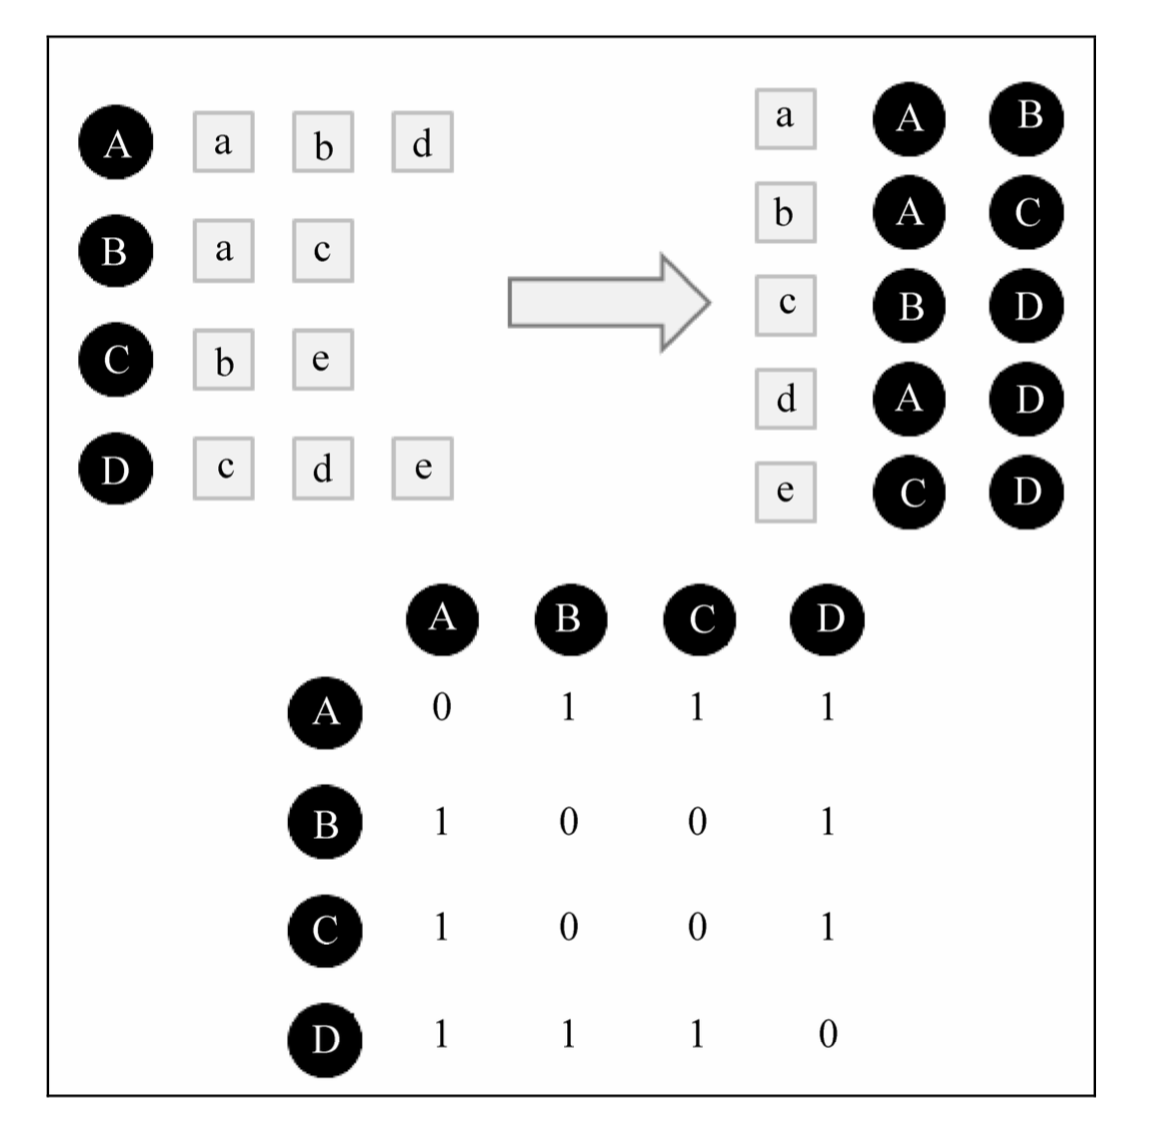 A a b d
B a c
C b e
D c d e
a A B
b A C
c B D
d A D
e C D
A B C D
A 0 1 1 1
B 1 0 0 1
C 1 0 0 1
D 1 1 1 0